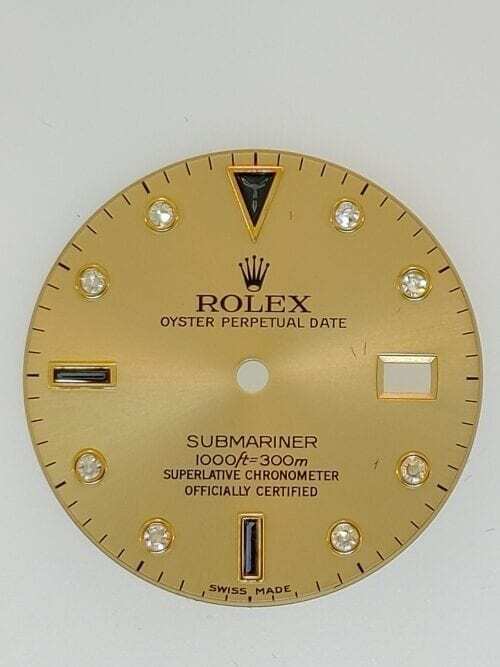 ROLEX
OYSTER PERPETUAL DATE
SUBMARINER
1000ft=300m
SUPERLATIVE CHRONOMETER
OFFICIALLY CERTIFIED
SWISS MADE